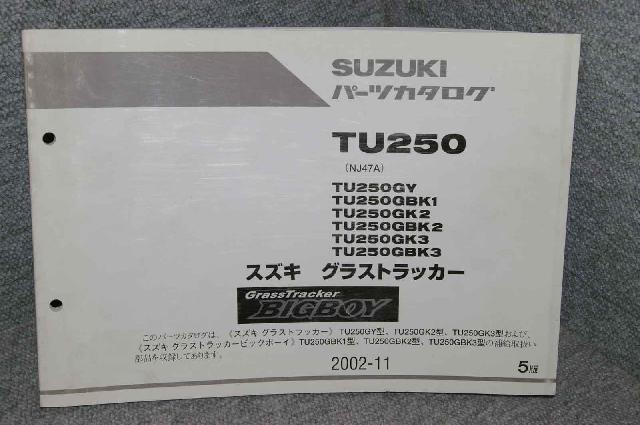 SUZUKI
パーツカタログ
TU250
(NJ47A)
TU250GY
TU250GBK1
TU250GK2
TU250GBK2
TU250GK3
TU250GBK3
スズキ グラストラッカー
GrassTracker
BIGBOY
このパーツカタログは、《スズキ グラストラッカー》TU250GY型、TU250GK2型、TU250GK3型および、
《スズキ グラストラッカービックボーイ》TU250GBK1型、TU250GBK2型、TU250GBK3型の補給取扱い
部品を収録してあります。
2002-11
5版